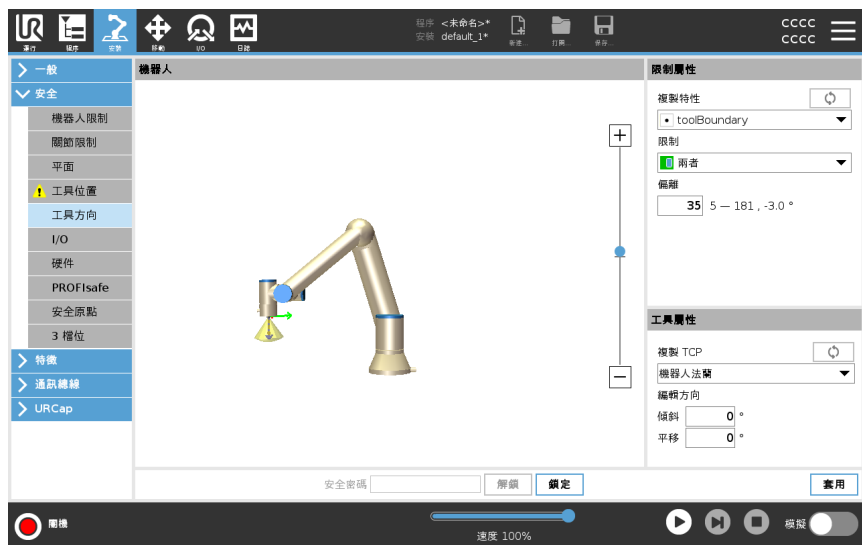 UR
運行
程序
安裝
移動
I/O
日誌
程序 <未命名>*
安裝 default_1*
新建...
打開...
保存...
cccc
cccc
一般
安全
機器人限制
關節限制
平面
工具位置
工具方向
I/O
硬件
PROFIsafe
安全原點
3 檔位
特徵
通訊總線
URCap
機器人
限制屬性
複製特性
toolBoundary
限制
兩者
偏離
35 5 — 181 , -3.0 °
工具屬性
複製 TCP
機器人法蘭
編輯方向
傾斜 0 °
平移 0 °
安全密碼 解鎖 鎖定
套用
關機
速度 100%
模擬